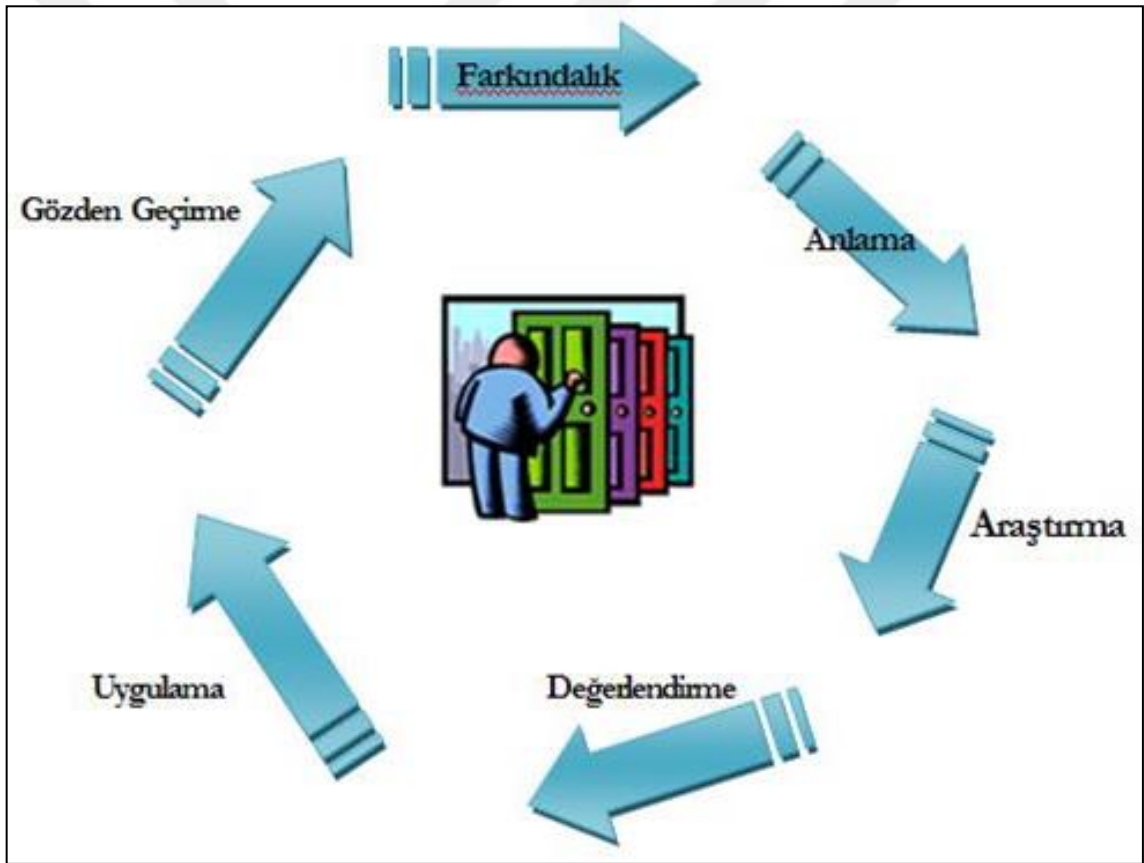 Farkındalık
Anlama
Araştırma
Değerlendirme
Uygulama
Gözden Geçirme